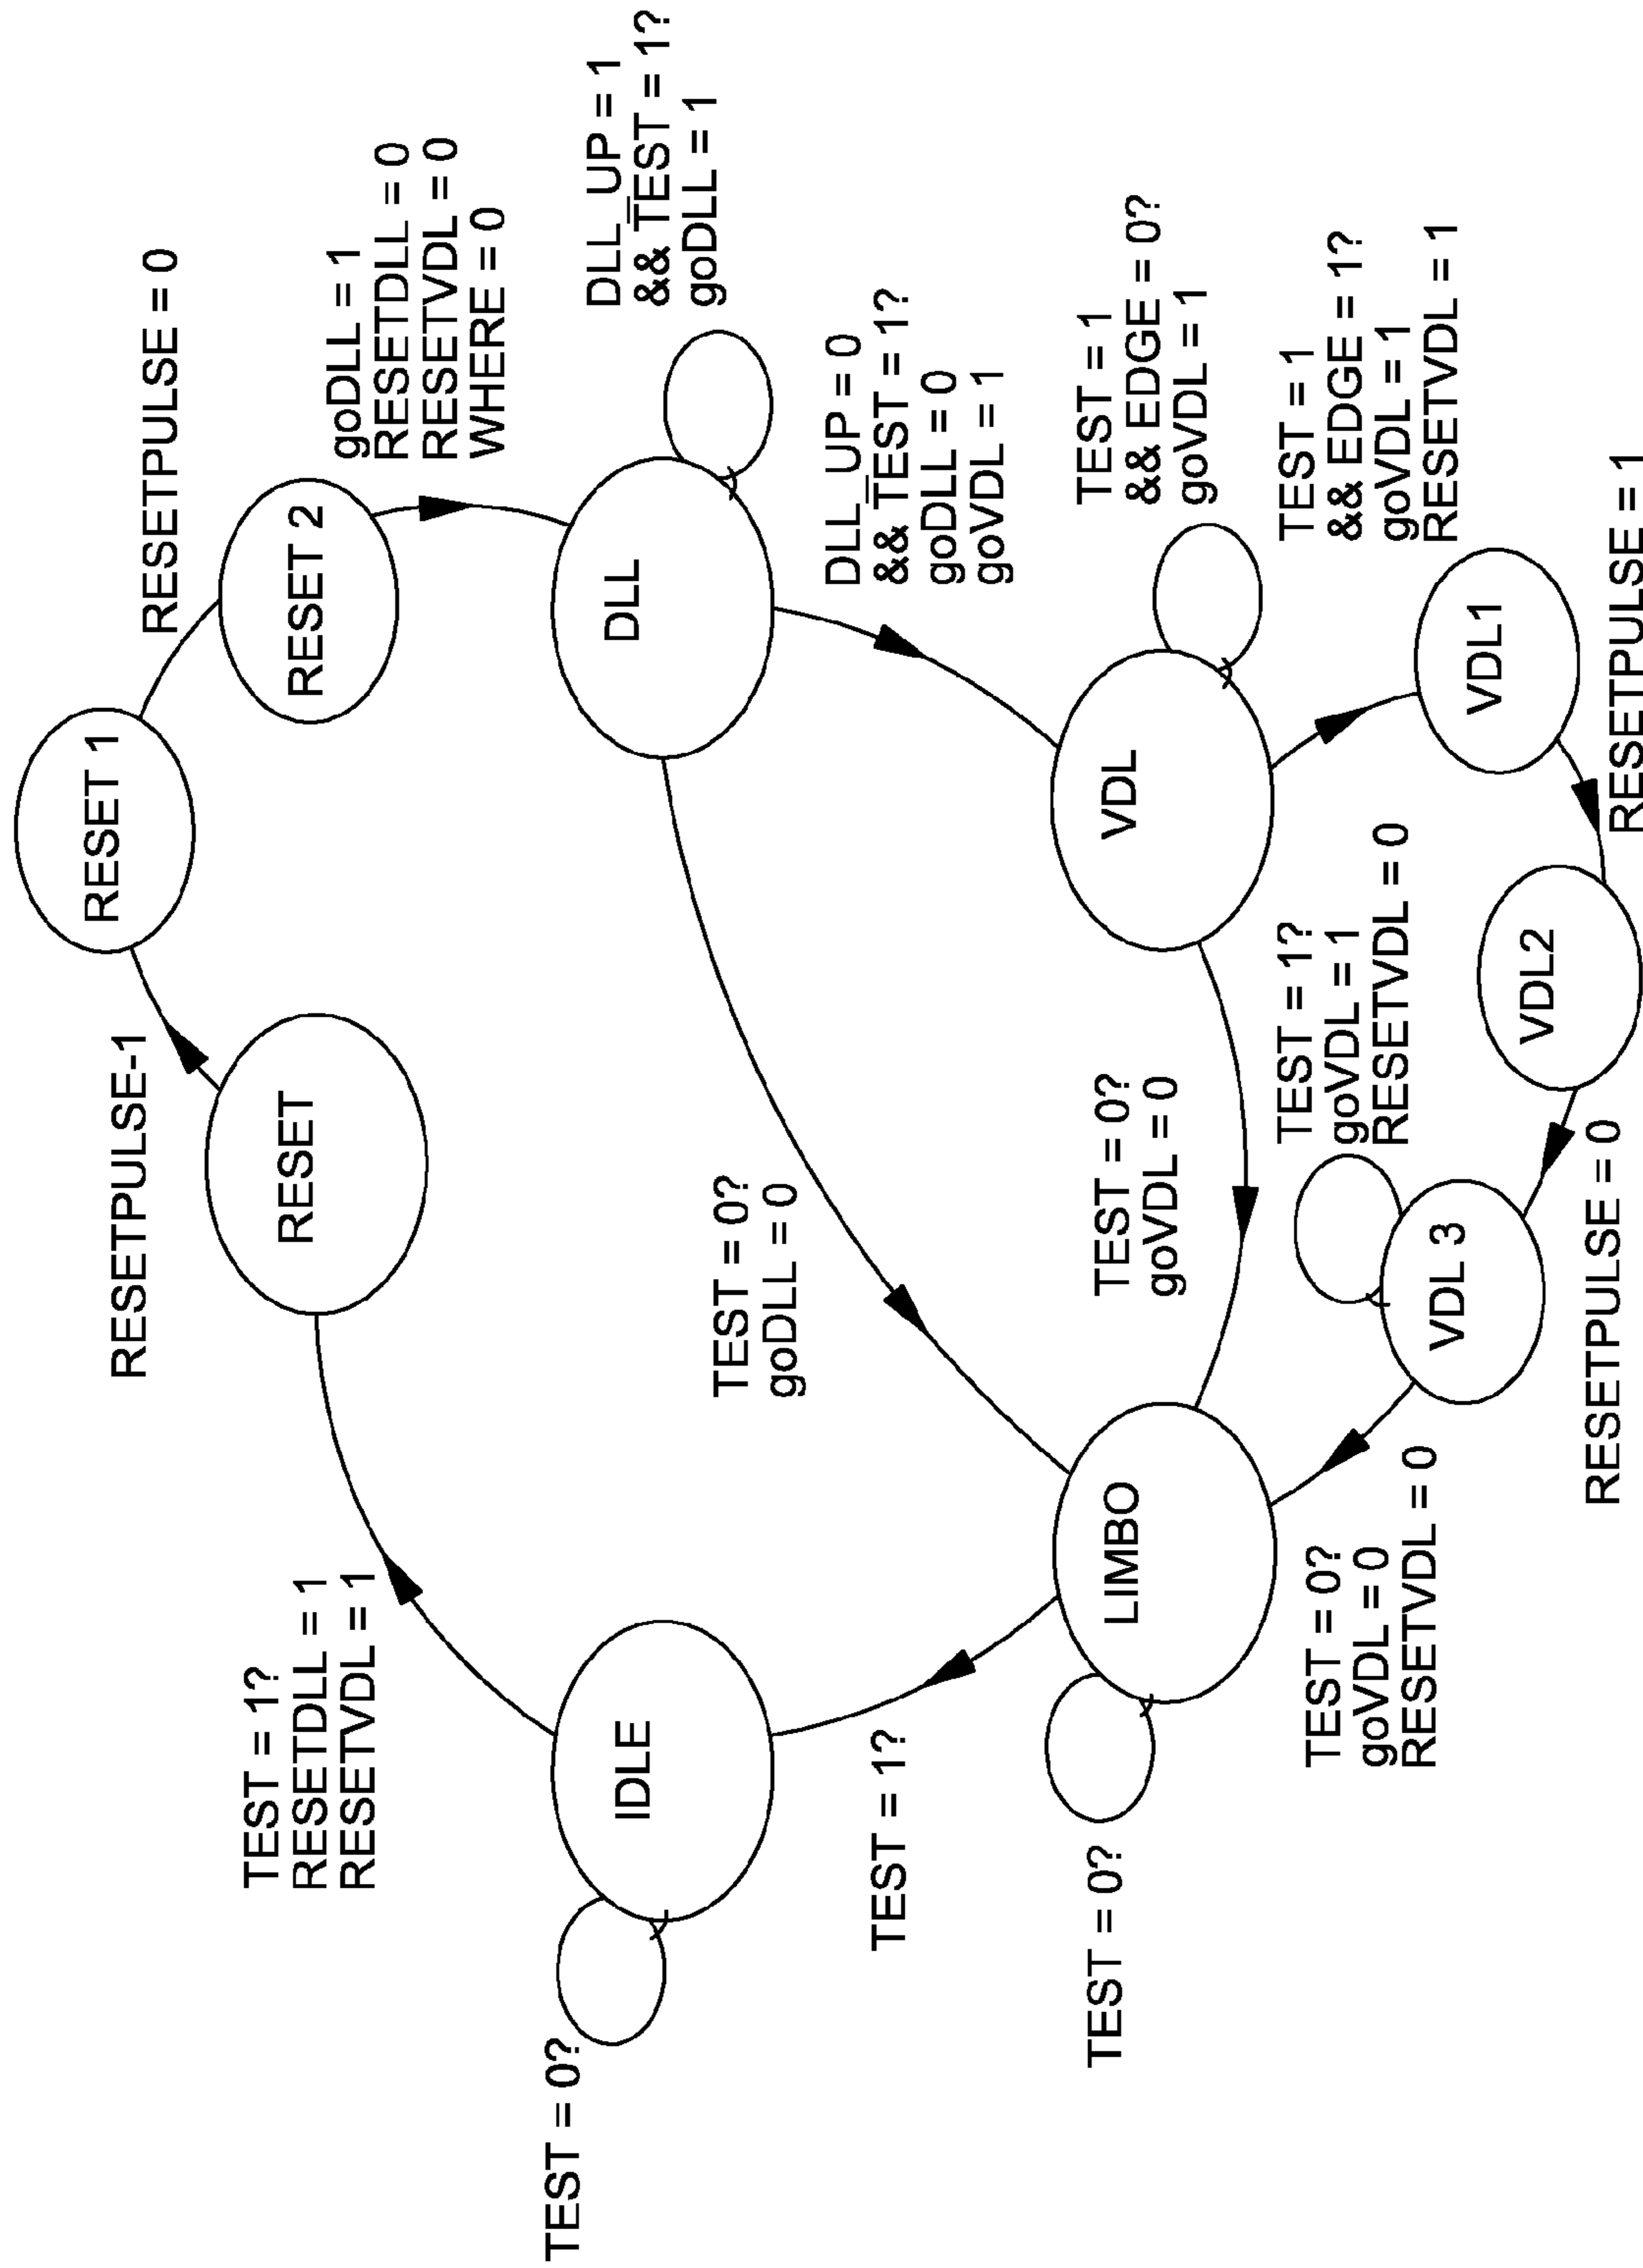 RESETPULSE-1
RESET 1
RESETPULSE = 0
TEST = 1?
RESETDLL = 1
RESETVDL = 1
RESET
RESET 2
goDLL = 1
RESETDLL = 0
RESETVDL = 0
WHERE = 0
TEST = 0?
IDLE
DLL
DLL_UP = 1
&& TEST = 1?
goDLL = 1
TEST = 0?
goDLL = 0
DLL_UP = 0
&& TEST = 1?
goDLL = 0
goVDL = 1
TEST = 1?
TEST = 0?
LIMBO
TEST = 0?
goVDL = 0
VDL
TEST = 1
&& EDGE = 0?
goVDL = 1
TEST = 1?
goVDL = 1
RESETVDL = 0
TEST = 1
&& EDGE = 1?
goVDL = 1
RESETVDL = 1
TEST = 0?
goVDL = 0
RESETVDL = 0
VDL 3
VDL2
VDL1
RESETPULSE = 0
RESETPULSE = 1